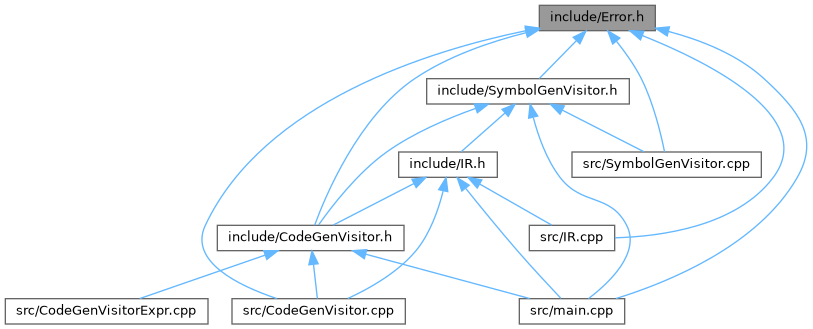 include/Error.h
include/SymbolGenVisitor.h
include/IR.h
src/SymbolGenVisitor.cpp
include/CodeGenVisitor.h
src/IR.cpp
src/CodeGenVisitorExpr.cpp
src/CodeGenVisitor.cpp
src/main.cpp